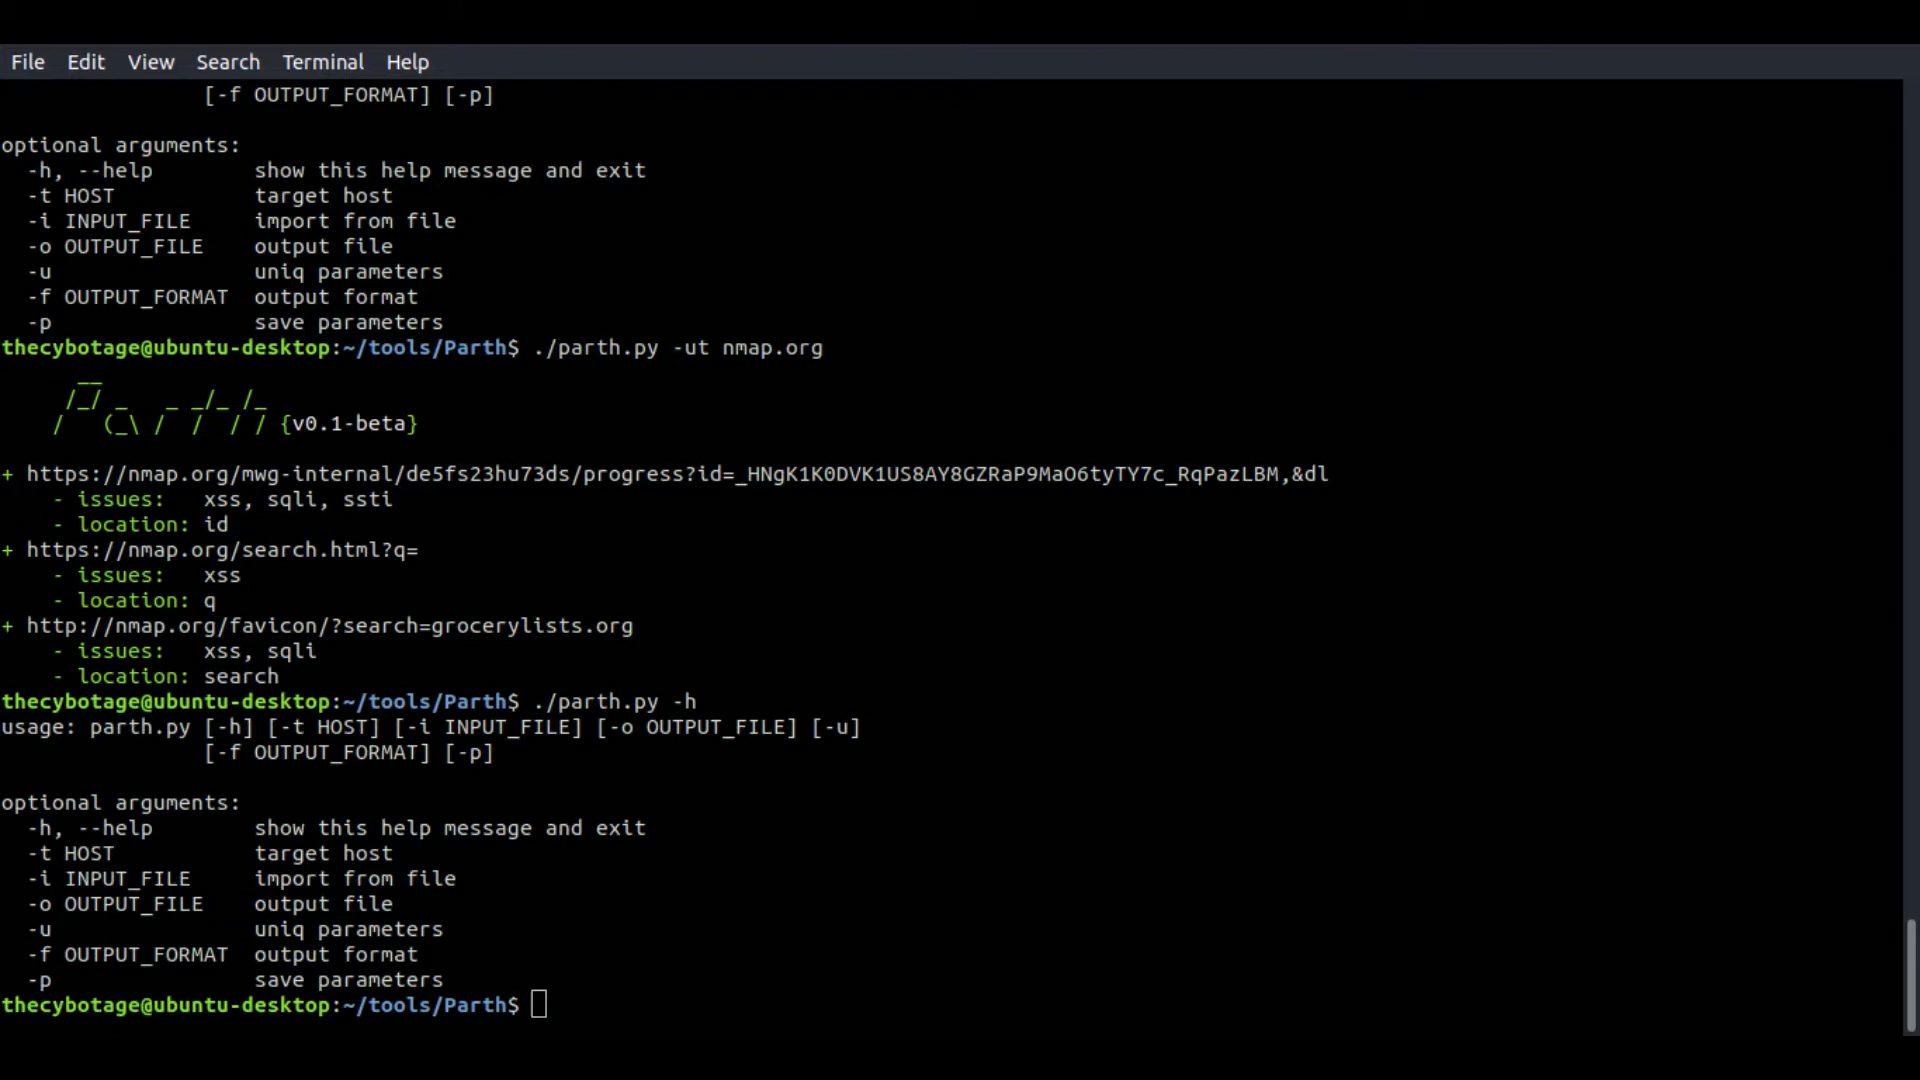 File Edit View Search Terminal Help
[-f OUTPUT_FORMAT] [-p]
optional arguments:
-h, --help show this help message and exit
-t HOST target host
-i INPUT_FILE import from file
-o OUTPUT_FILE output file
-u uniq parameters
-f OUTPUT_FORMAT output format
-p save parameters
thecybotage@ubuntu-desktop:~/tools/Parth$ ./parth.py -ut nmap.org
Parth {v0.1-beta}
+ https://nmap.org/mwg-internal/de5fs23hu73ds/progress?id=_HNgK1K0DVK1US8AY8GZRaP9MaO6tyTY7c_RqPazLBM,&dl
- issues: xss, sqli, ssti
- location: id
+ https://nmap.org/search.html?q=
- issues: xss
- location: q
+ http://nmap.org/favicon/?search=grocerylists.org
- issues: xss, sqli
- location: search
thecybotage@ubuntu-desktop:~/tools/Parth$ ./parth.py -h
usage: parth.py [-h] [-t HOST] [-i INPUT_FILE] [-o OUTPUT_FILE] [-u]
[-f OUTPUT_FORMAT] [-p]
optional arguments:
-h, --help show this help message and exit
-t HOST target host
-i INPUT_FILE import from file
-o OUTPUT_FILE output file
-u uniq parameters
-f OUTPUT_FORMAT output format
-p save parameters
thecybotage@ubuntu-desktop:~/tools/Parth$